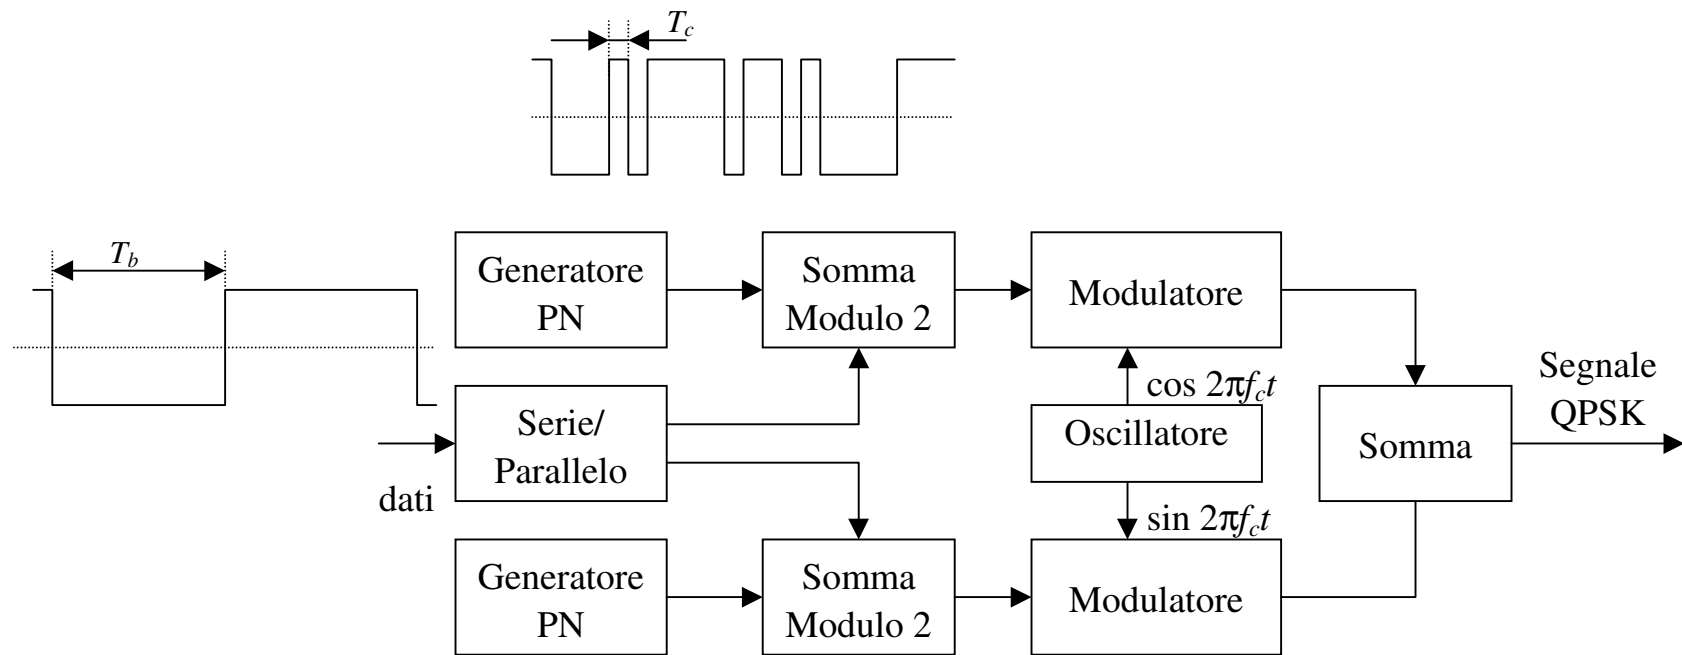 T_c
T_b
Generatore
PN
Somma
Modulo 2
Modulatore
cos 2πf_ct
Oscillatore
sin 2πf_ct
Serie/
Parallelo
dati
Somma
Segnale
QPSK
Generatore
PN
Somma
Modulo 2
Modulatore